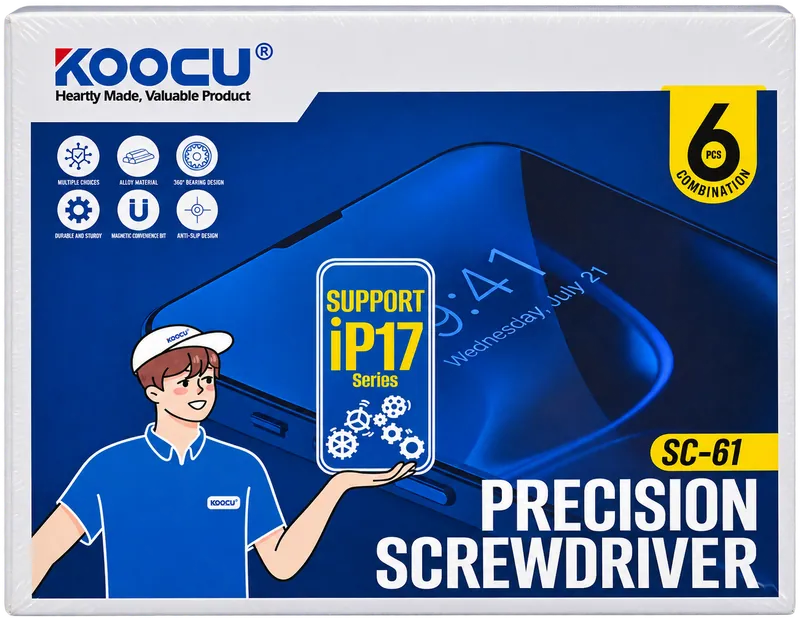 KOOCU®
Heartly Made, Valuable Product
6
PCS
COMBINATION
MULTIPLE CHOICES
ALLOY MATERIAL
360° BEARING DESIGN
DURABLE AND STURDY
MAGNETIC CONVENIENCE BIT
ANTI-SLIP DESIGN
9:41
Wednesday, July 21
SUPPORT
iP17
Series
KOOCU
KOOCU
SC-61
PRECISION
SCREWDRIVER